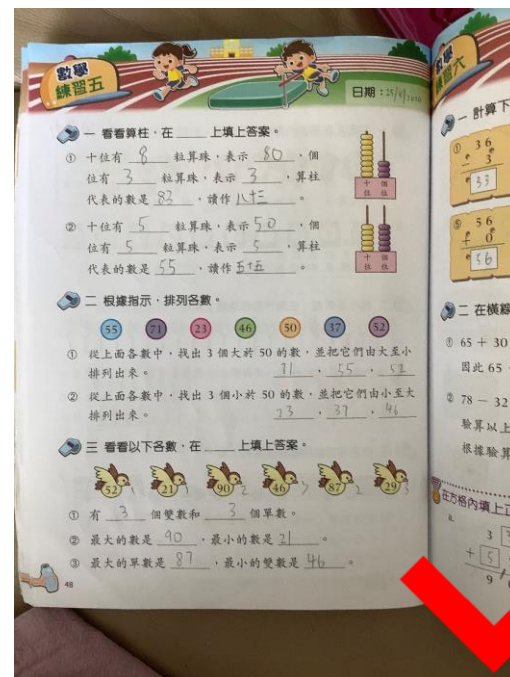 數學
練習五
日期：
一 看看算柱，在____上填上答案。
① 十位有 8 粒算珠，表示 80 ，個
位有 3 粒算珠，表示 3 ，算柱
代表的數是 83 ，讀作 八十三 。
十位 個位
② 十位有 5 粒算珠，表示 50 ，個
位有 5 粒算珠，表示 5 ，算柱
代表的數是 55 ，讀作 五十五 。
十位 個位
二 根據指示，排列各數。
55 71 23 46 50 37 52
① 從上面各數中，找出 3 個大於 50 的數，並把它們由大至小
排列出來。 71 ， 55 ， 52
② 從上面各數中，找出 3 個小於 50 的數，並把它們由小至大
排列出來。 23 ， 37 ， 46
三 看看以下各數，在____上填上答案。
52 21 90 46 87 29
① 有 3 個雙數和 3 個單數。
② 最大的數是 90 ，最小的數是 21 。
③ 最大的單數是 87 ，最小的雙數是 46 。
48
數學
練習六
一 計算下
① 36
3
33
⑤ 56
+ 0
56
二 在橫線
① 65 + 30
因此 65
② 78 － 32
驗算以上
根據驗算
在方格內填上正
3
+ 5
9